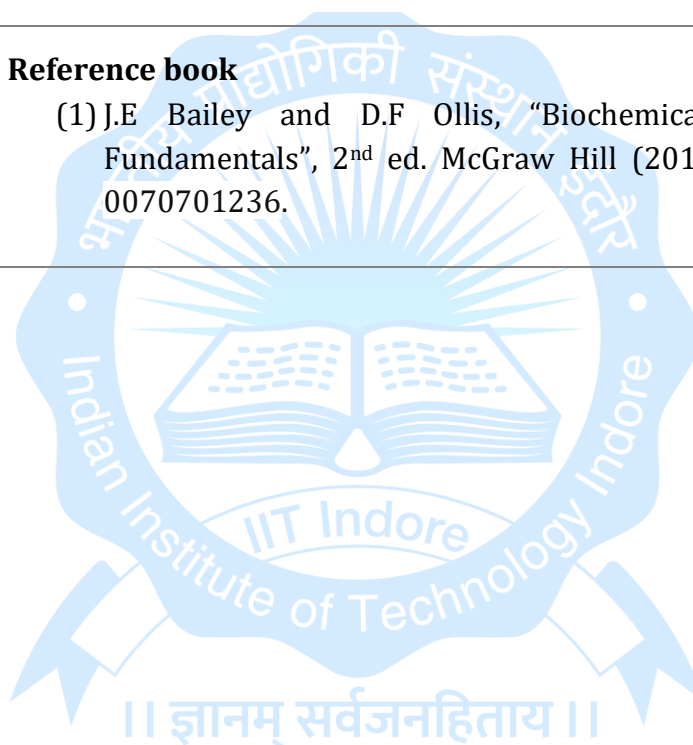 Reference book
(1) J.E Bailey and D.F Ollis, “Biochemica
Fundamentals”, 2nd ed. McGraw Hill (201
0070701236.
भारतीय प्रौद्योगिकी संस्थान इंदौर
Indian Institute of Technology Indore
IIT Indore
।। ज्ञानम् सर्वजनहिताय ।।